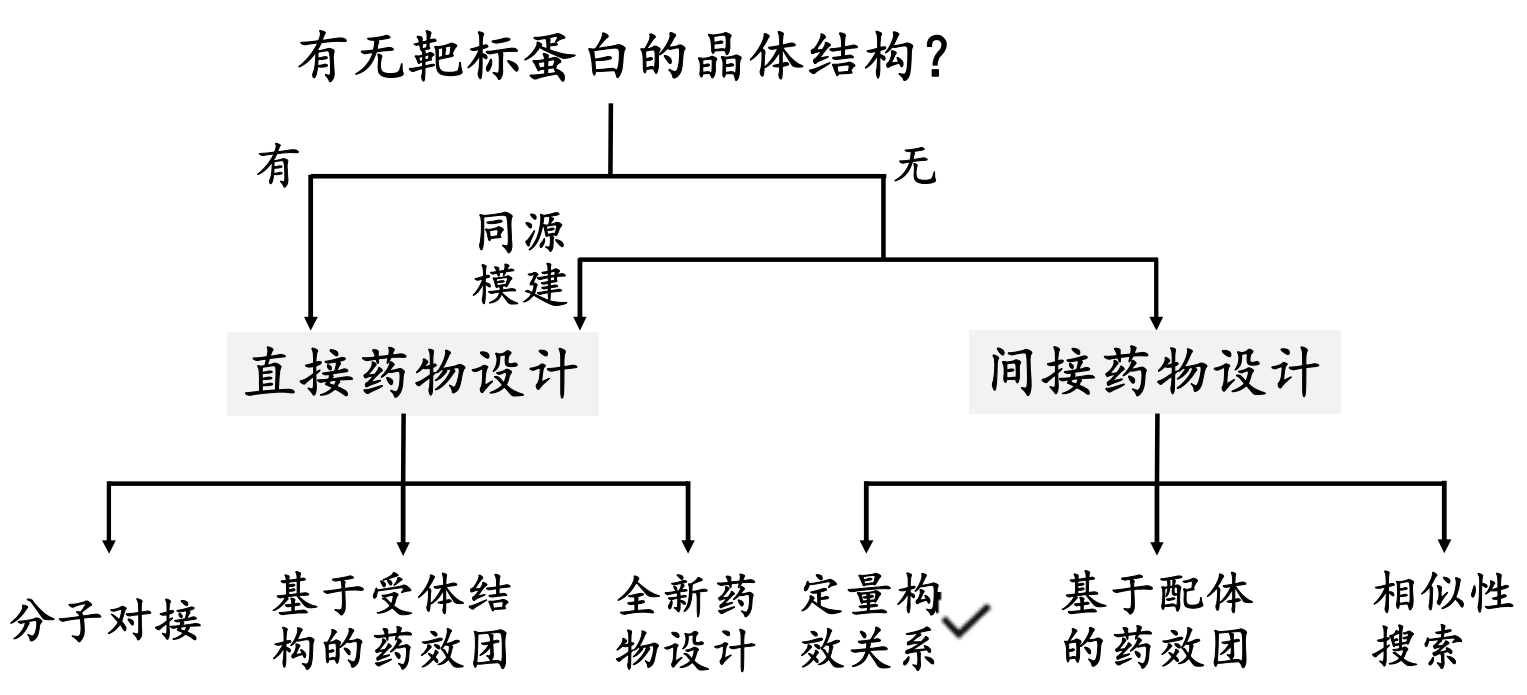 有无靶标蛋白的晶体结构?
有
无
同源
模建
直接药物设计
间接药物设计
分子对接
基于受体结
构的药效团
全新药
物设计
定量构
效关系
基于配体
的药效团
相似性
搜索